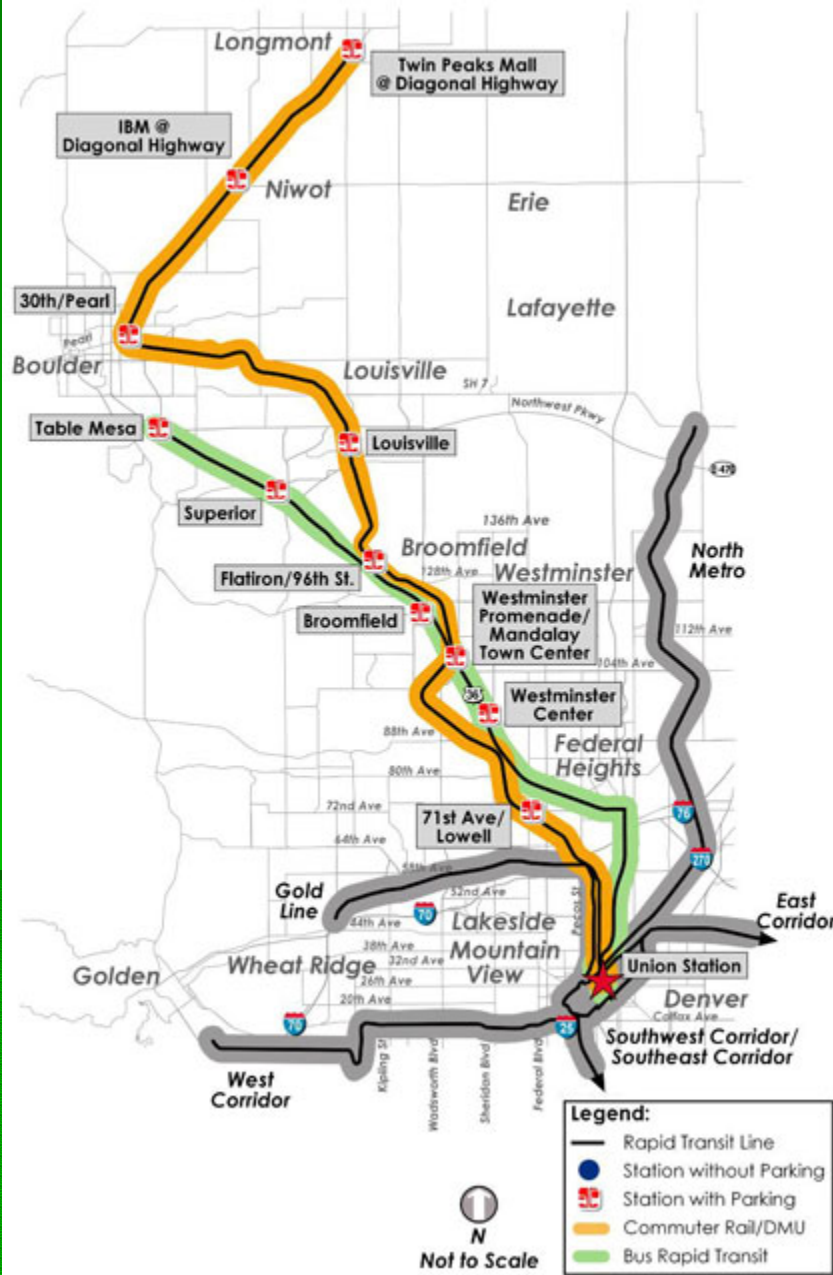 Longmont
Twin Peaks Mall
@ Diagonal Highway
IBM @
Diagonal Highway
Niwot
Erie
30th/Pearl
Lafayette
Pearl
Boulder
Louisville
SH 7
Northwest Pkwy
Table Mesa
Louisville
E-470
Superior
136th Ave
Broomfield
North
Metro
Flatiron/96th St.
128th Ave
Westminster
Broomfield
Westminster
Promenade/
Mandalay
Town Center
112th Ave
104th Ave
36
Westminster
Center
88th Ave
Federal
Heights
80th Ave
72nd Ave
71st Ave/
Lowell
76
64th Ave
58th Ave
270
Gold
Line
52nd Ave
Pecos St
East
Corridor
44th Ave
70
Lakeside
38th Ave
Mountain
View
Wheat Ridge
32nd Ave
Golden
26th Ave
Union Station
20th Ave
Denver
70
25
Colfax Ave
Southwest Corridor/
Southeast Corridor
West
Corridor
Kipling St
Wadsworth Blvd
Sheridan Blvd
Federal Blvd
Legend:
Rapid Transit Line
Station without Parking
Station with Parking
Commuter Rail/DMU
Bus Rapid Transit
N
Not to Scale